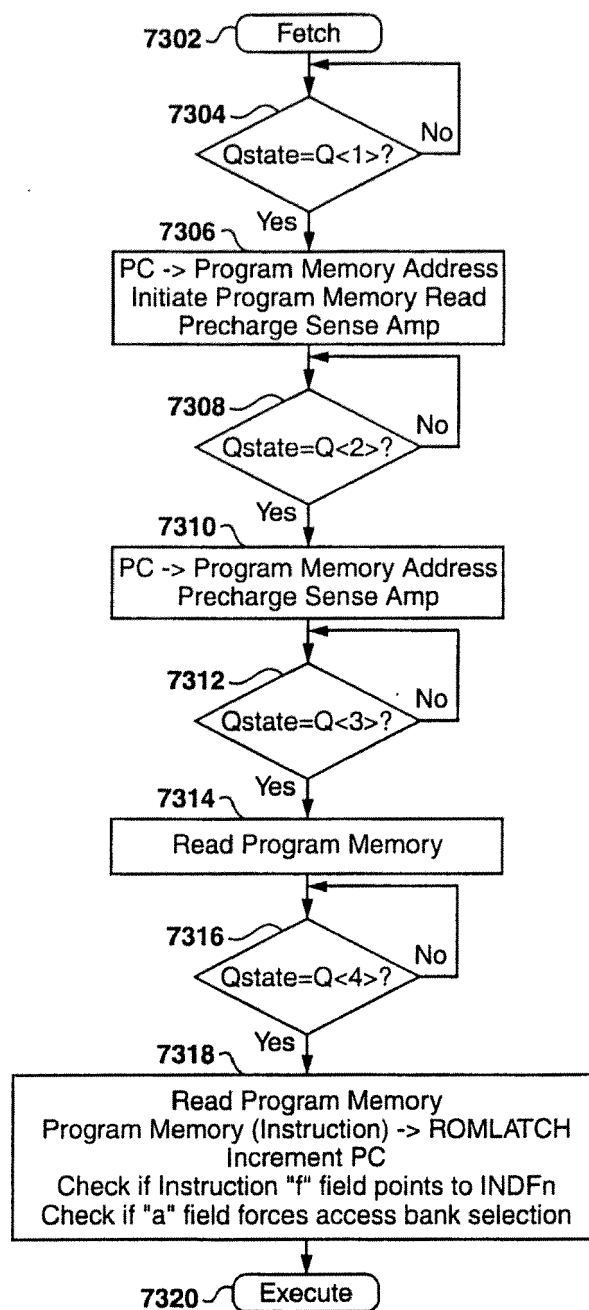 7302 Fetch
7304
Qstate=Q<1>?
No
Yes
7306
PC -> Program Memory Address
Initiate Program Memory Read
Precharge Sense Amp
7308
Qstate=Q<2>?
No
Yes
7310
PC -> Program Memory Address
Precharge Sense Amp
7312
Qstate=Q<3>?
No
Yes
7314
Read Program Memory
7316
Qstate=Q<4>?
No
Yes
7318
Read Program Memory
Program Memory (Instruction) -> ROMLATCH
Increment PC
Check if Instruction "f" field points to INDFn
Check if "a" field forces access bank selection
7320 Execute